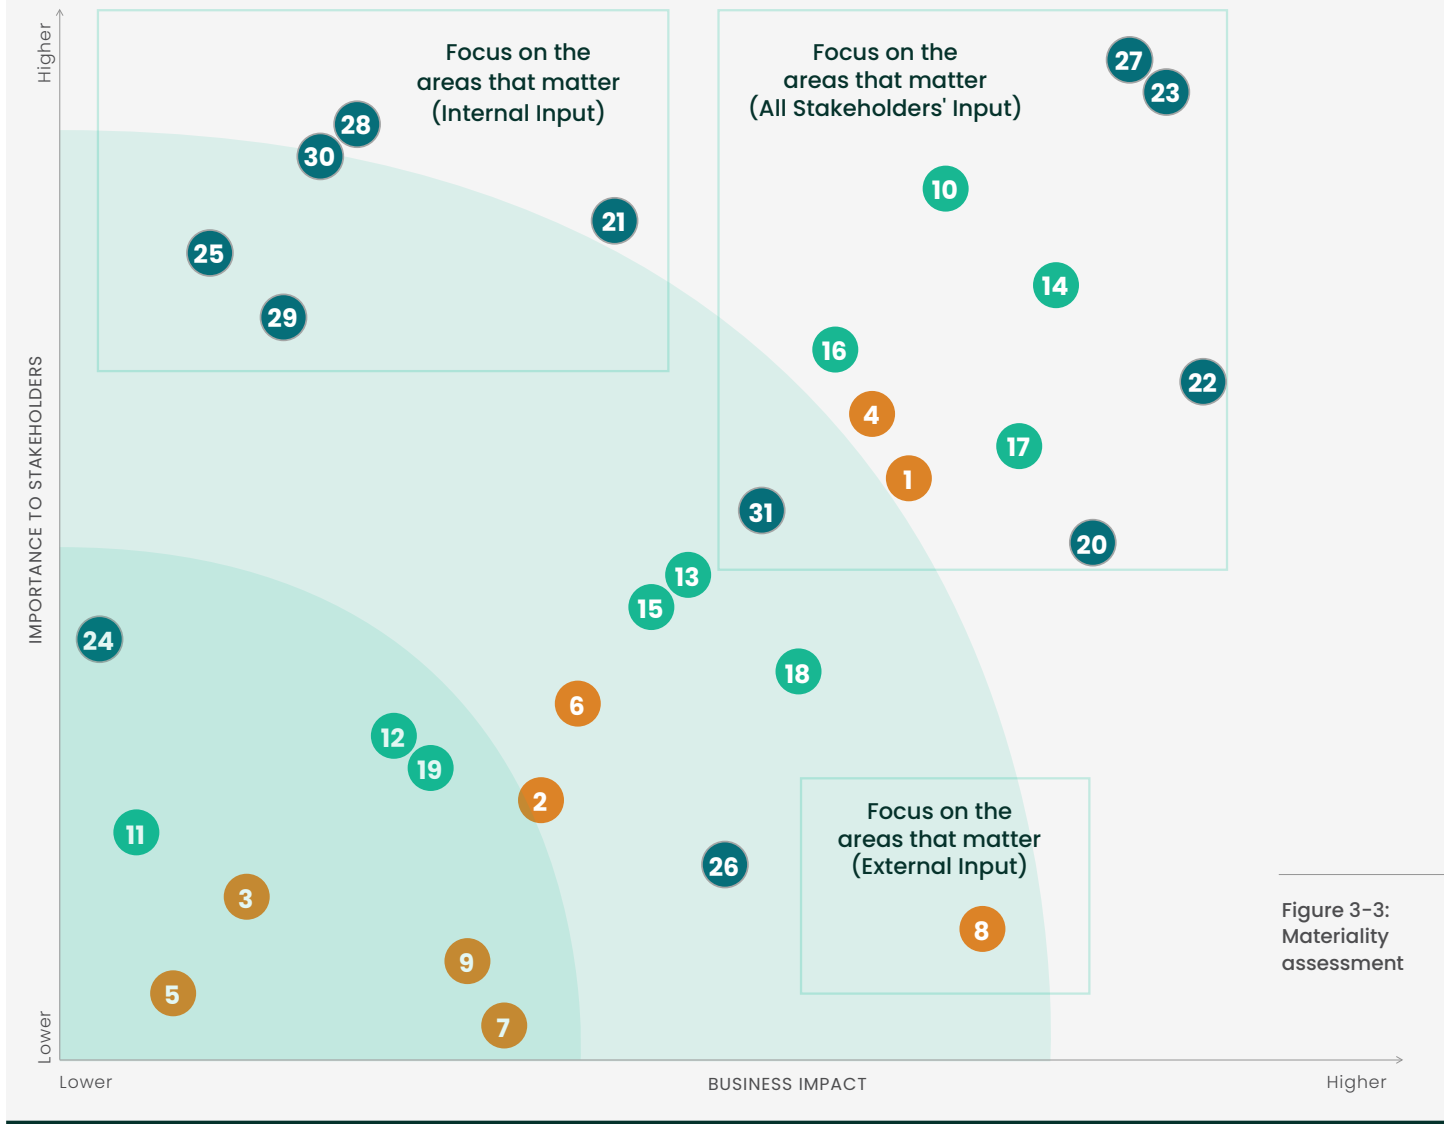 Higher
Focus on the
areas that matter
(Internal Input)
Focus on the
areas that matter
(All Stakeholders' Input)
27
23
28
30
10
21
25
14
29
16
22
4
17
1
31
20
IMPORTANCE TO STAKEHOLDERS
13
15
24
18
6
12
19
2
Focus on the
areas that matter
(External Input)
11
26
3
8
9
5
7
Figure 3-3:
Materiality
assessment
Lower
Lower
BUSINESS IMPACT
Higher